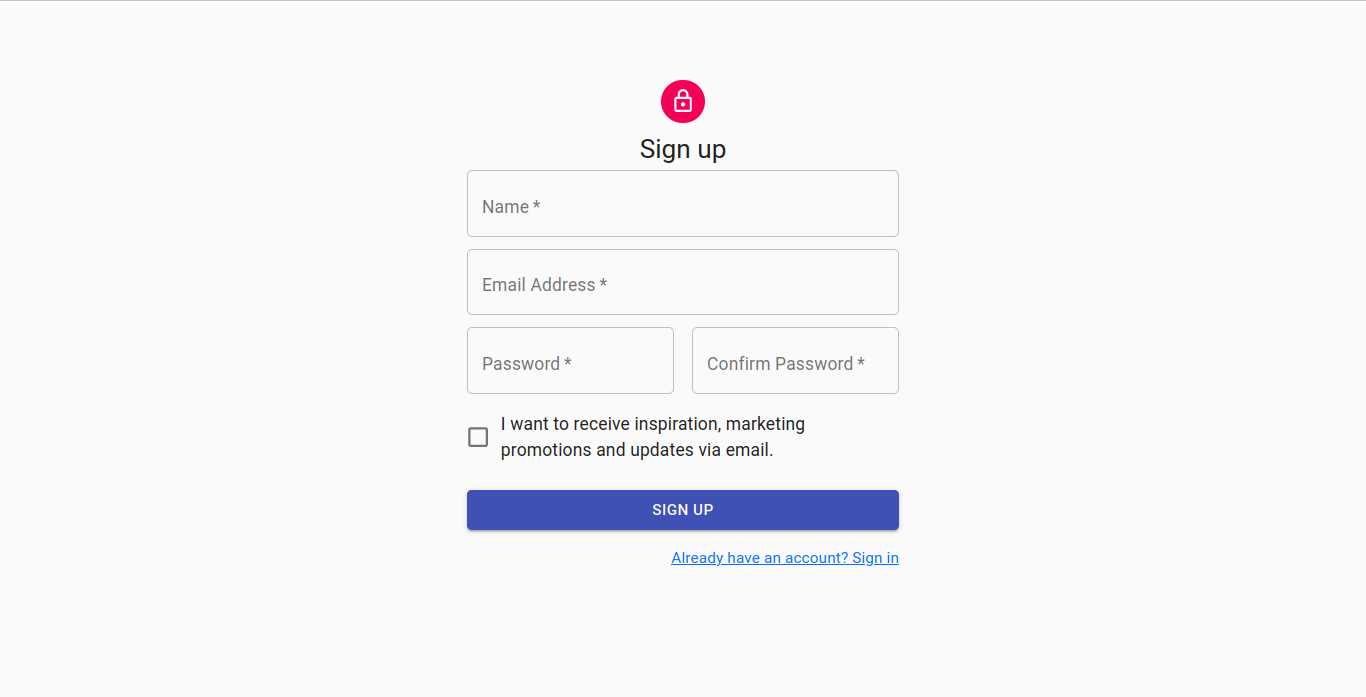 Sign up
Name *
Email Address *
Password *
Confirm Password *
I want to receive inspiration, marketing
promotions and updates via email.
SIGN UP
Already have an account? Sign in